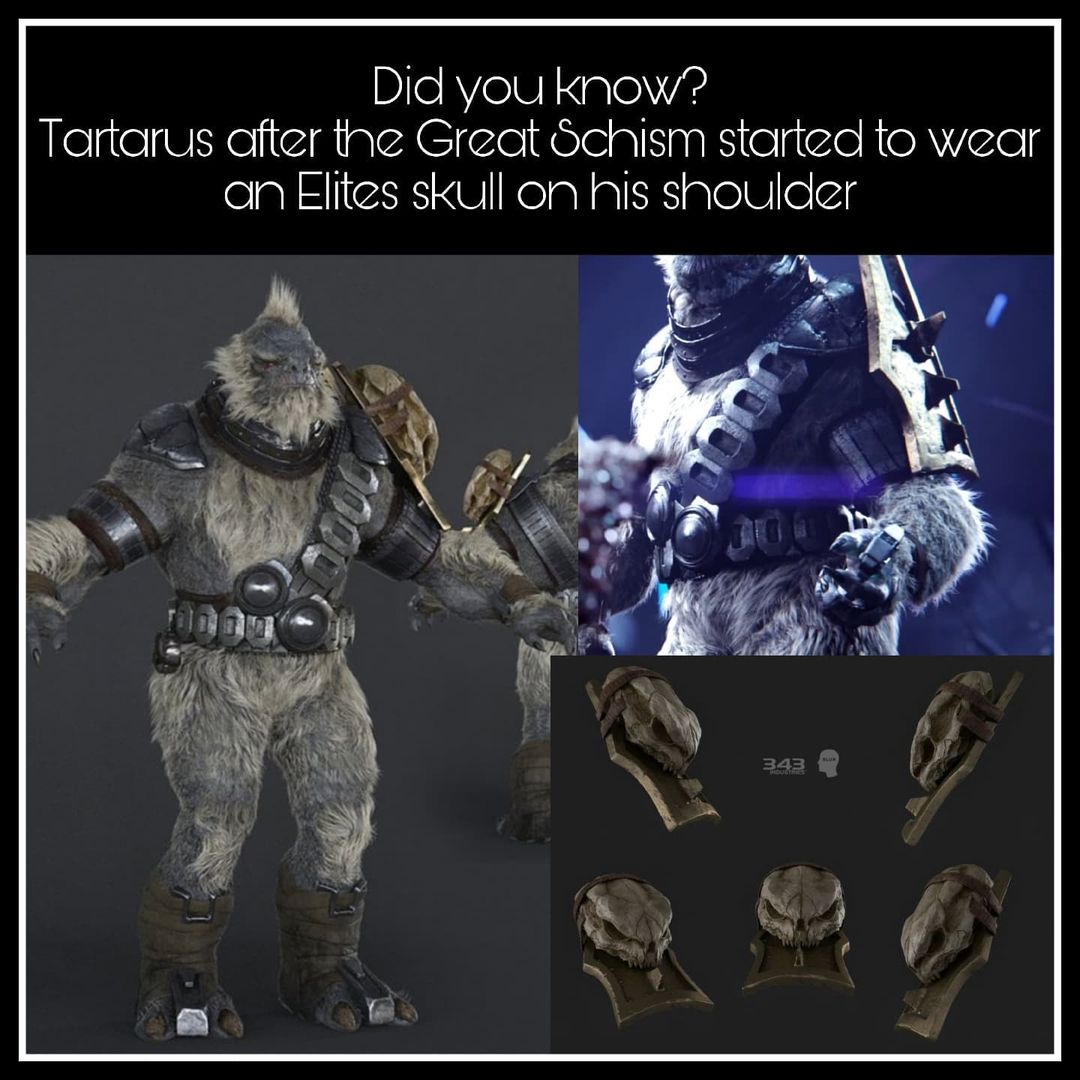 Did you know?
Tartarus after the Great Schism started to wear
an Elites skull on his shoulder
343
INDUSTRIES
BLUR